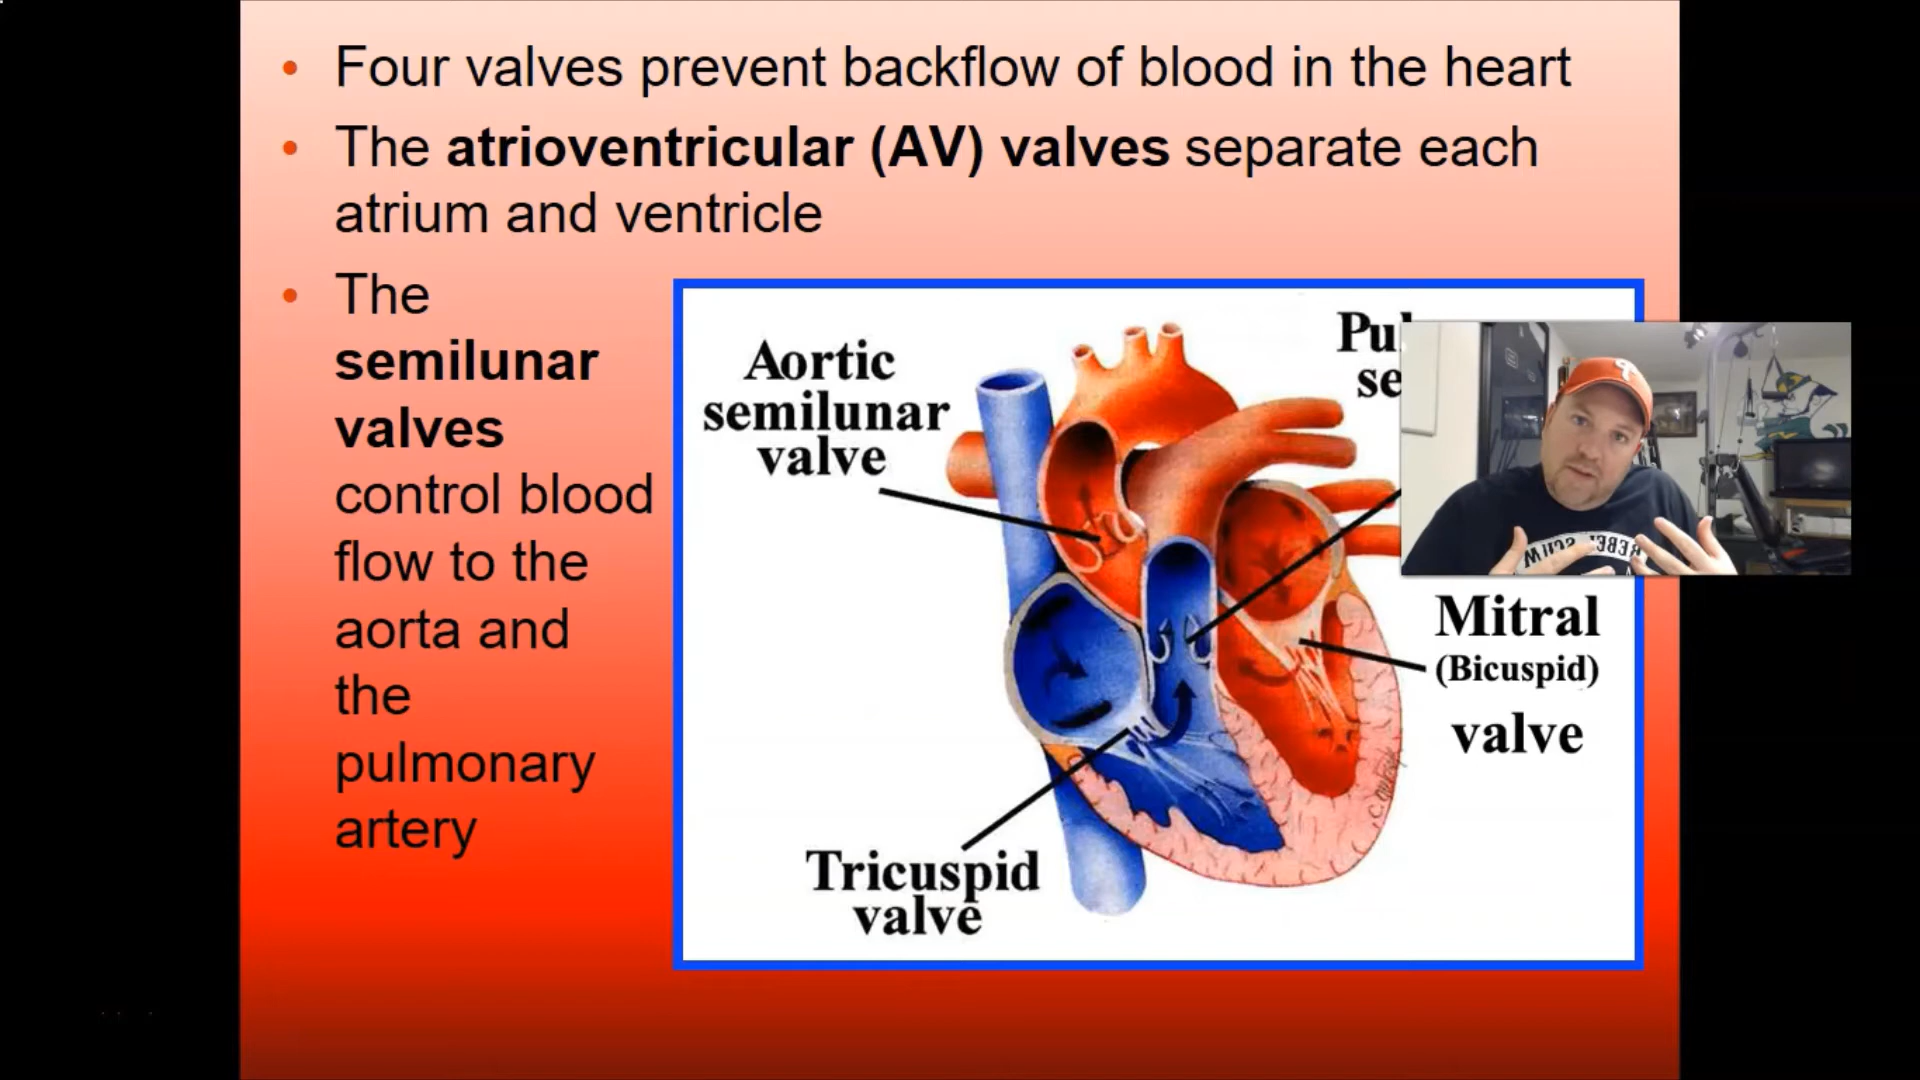 • Four valves prevent backflow of blood in the heart
• The atrioventricular (AV) valves separate each
atrium and ventricle
• The
semilunar
valves
control blood
flow to the
aorta and
the
pulmonary
artery
Aortic
semilunar
valve
Pul
se
Mitral
(Bicuspid)
valve
Tricuspid
valve